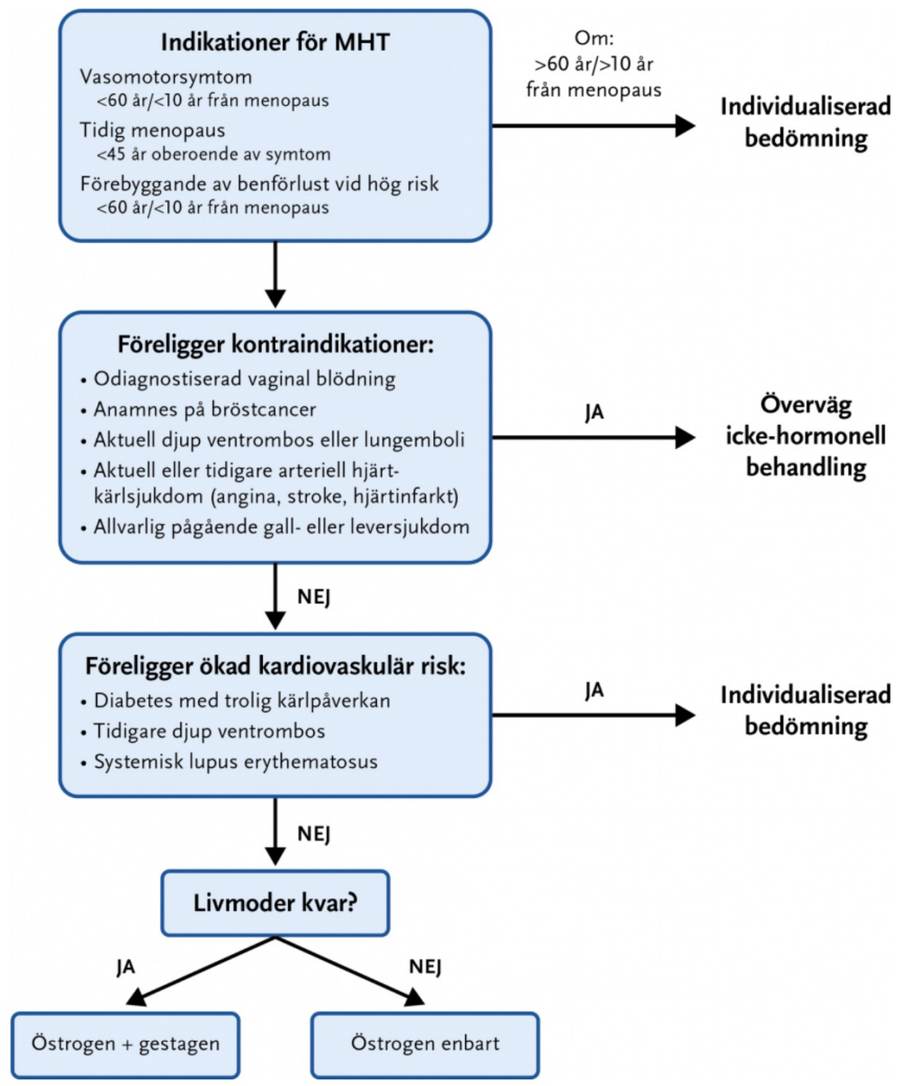 Indikationer för MHT
Vasomotorsymtom
<60 år/<10 år från menopaus
Tidig menopaus
<45 år oberoende av symtom
Förebyggande av benförlust vid hög risk
<60 år/<10 år från menopaus
Om:
>60 år/>10 år
från menopaus
Individualiserad
bedömning
Föreligger kontraindikationer:
• Odiagnostiserad vaginal blödning
• Anamnes på bröstcancer
• Aktuell djup ventrombos eller lungemboli
• Aktuell eller tidigare arteriell hjärt-
kärlsjukdom (angina, stroke, hjärtinfarkt)
• Allvarlig pågående gall- eller leversjukdom
JA
Överväg
icke-hormonell
behandling
NEJ
Föreligger ökad kardiovaskulär risk:
• Diabetes med trolig kärlpåverkan
• Tidigare djup ventrombos
• Systemisk lupus erythematosus
JA
Individualiserad
bedömning
NEJ
Livmoder kvar?
JA
NEJ
Östrogen + gestagen
Östrogen enbart